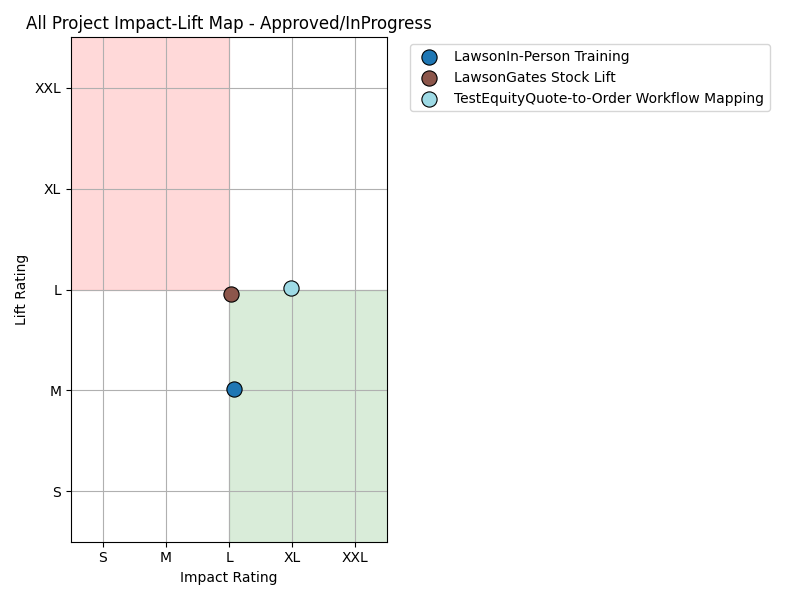 All Project Impact-Lift Map - Approved/InProgress
LawsonIn-Person Training
LawsonGates Stock Lift
TestEquityQuote-to-Order Workflow Mapping
Lift Rating
XXL
XL
L
M
S
S M L XL XXL
Impact Rating